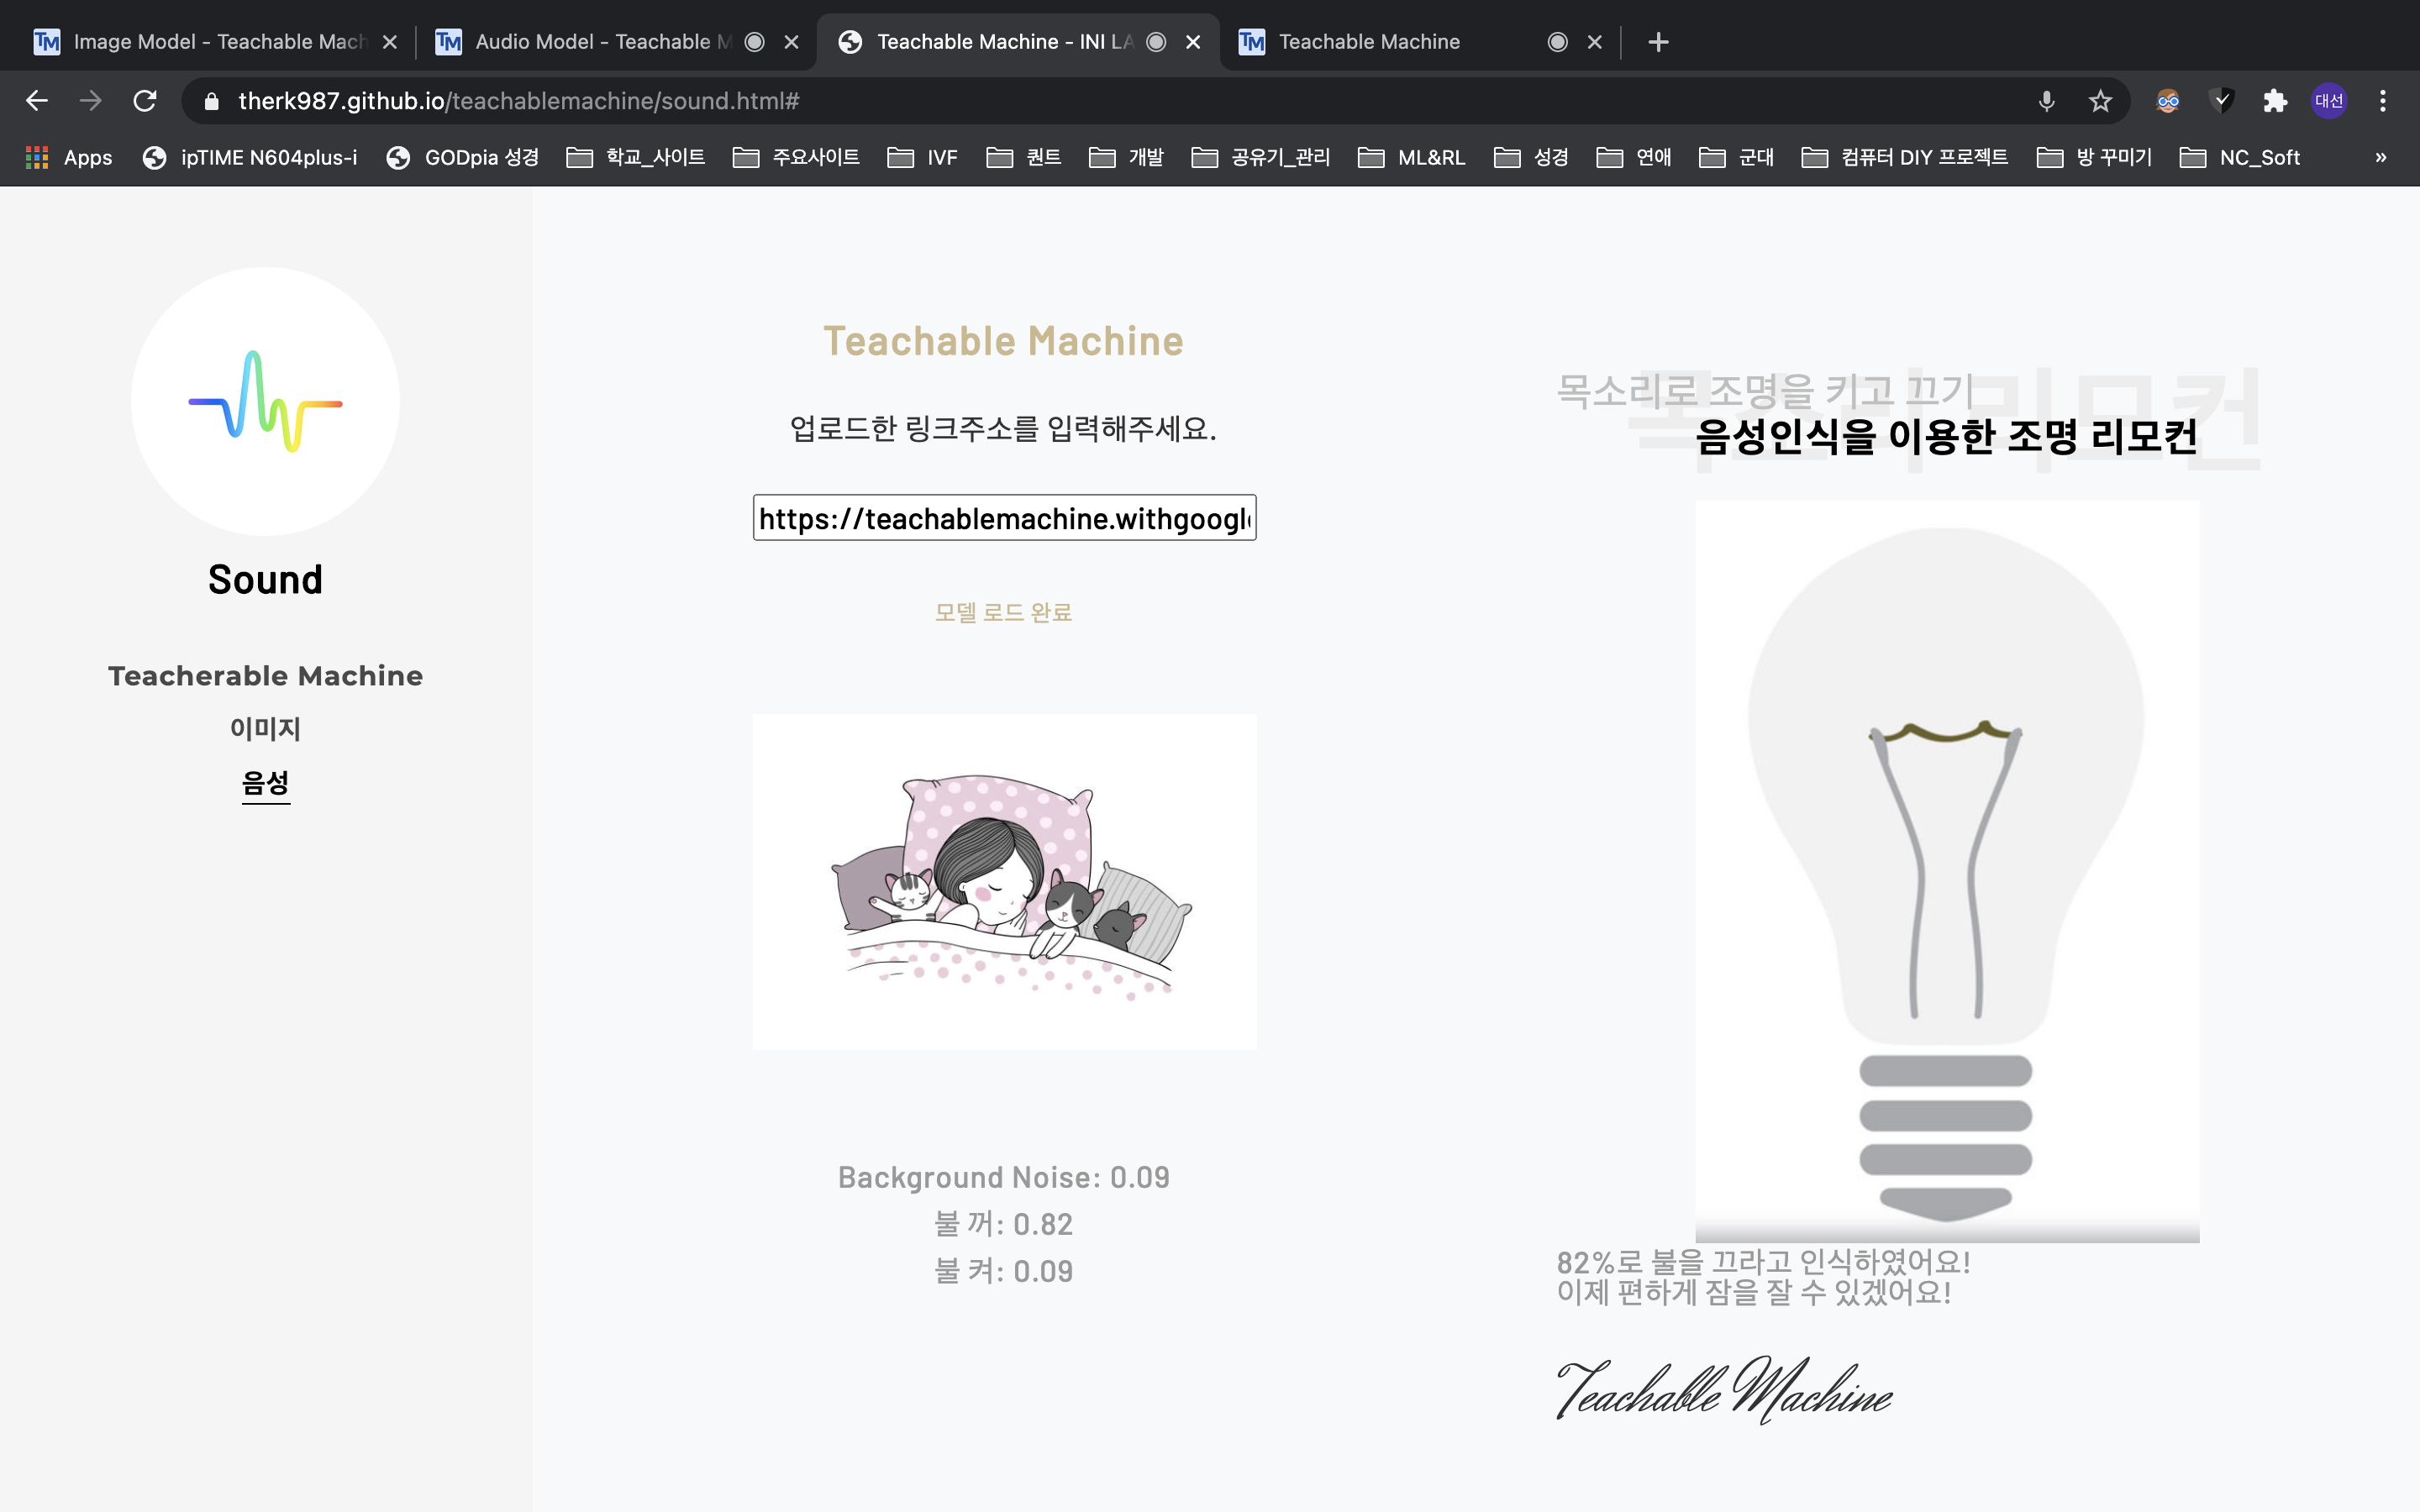 Image Model - Teachable Mach
Audio Model - Teachable M
Teachable Machine - INI LA
Teachable Machine
therk987.github.io/teachablemachine/sound.html#
대선
Apps
ipTIME N604plus-i
GODpia 성경
학교_사이트
주요사이트
IVF
퀀트
개발
공유기_관리
ML&RL
성경
연애
군대
컴퓨터 DIY 프로젝트
방 꾸미기
NC_Soft
»
Sound
Teacherable Machine
이미지
음성
Teachable Machine
업로드한 링크주소를 입력해주세요.
https://teachablemachine.withgoogle
모델 로드 완료
Background Noise: 0.09
불 꺼: 0.82
불 켜: 0.09
목소리 리모컨
목소리로 조명을 키고 끄기
음성인식을 이용한 조명 리모컨
82%로 불을 끄라고 인식하였어요!
이제 편하게 잠을 잘 수 있겠어요!
Teachable Machine